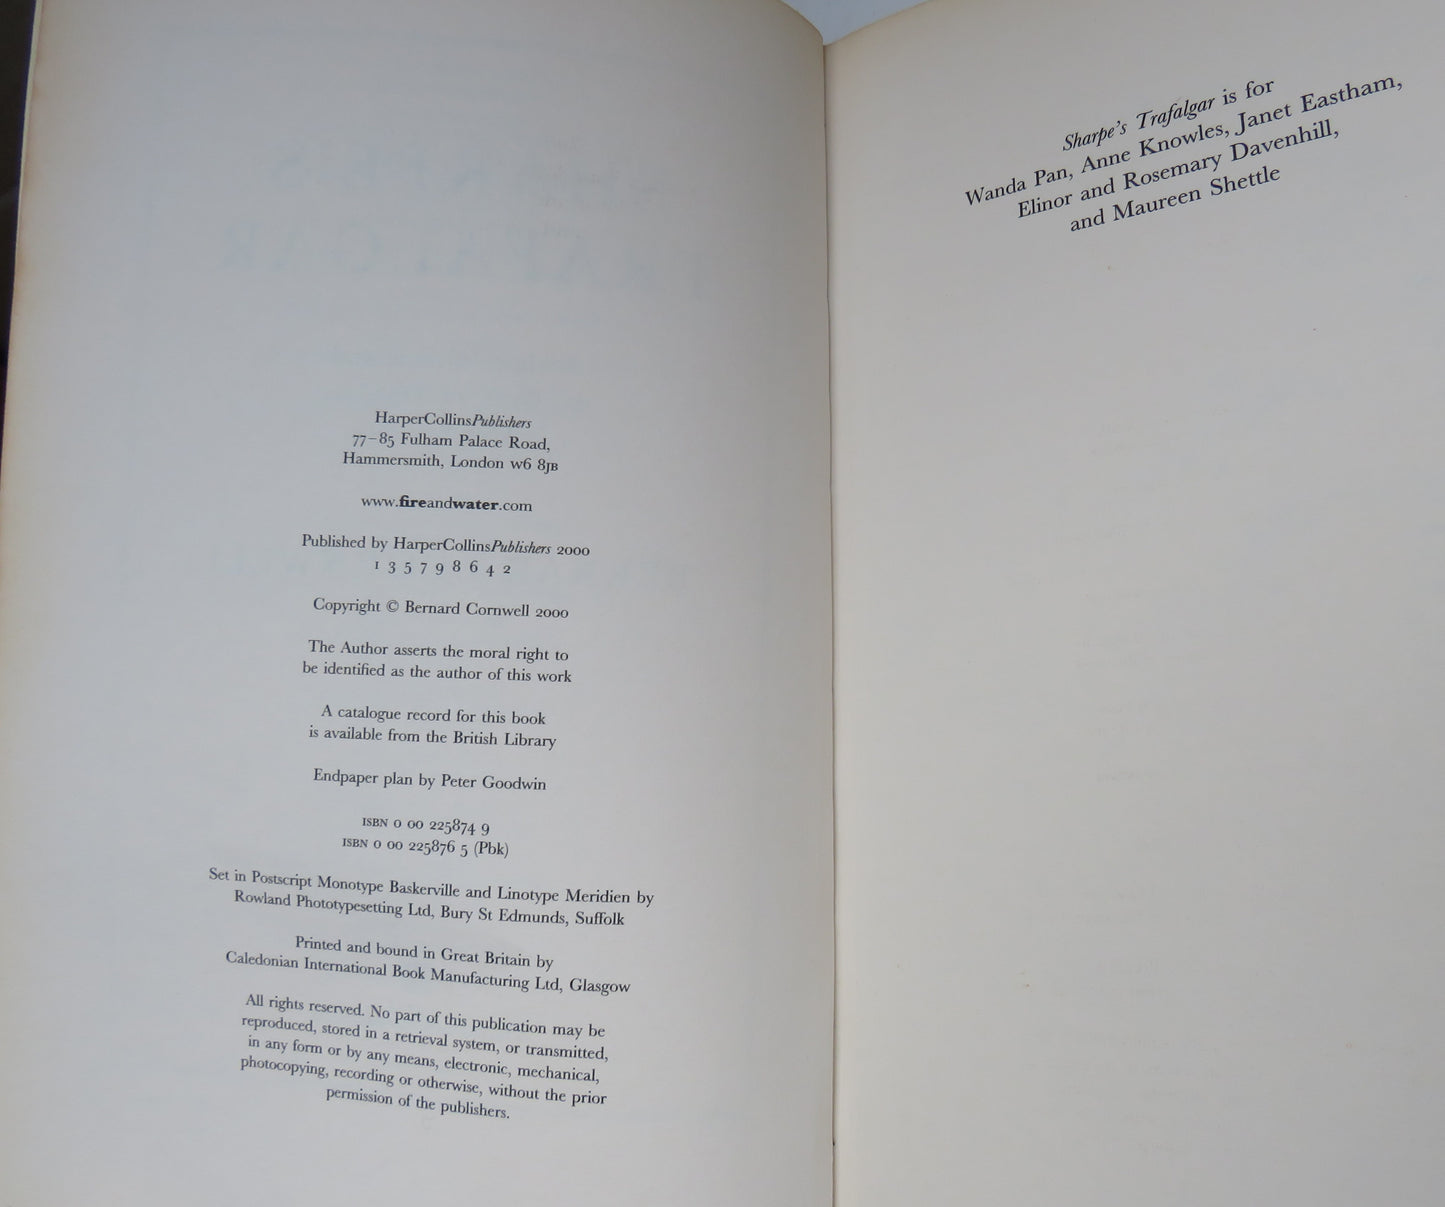 HarperCollinsPublishers
77–85 Fulham Palace Road,
Hammersmith, London W6 8JB
www.fireandwater.com
Published by HarperCollinsPublishers 2000
1 3 5 7 9 8 6 4 2
Copyright © Bernard Cornwell 2000
The Author asserts the moral right to
be identified as the author of this work
A catalogue record for this book
is available from the British Library
Endpaper plan by Peter Goodwin
ISBN 0 00 225874 9
ISBN 0 00 225876 5 (Pbk)
Set in Postscript Monotype Baskerville and Linotype Meridien by
Rowland Phototypesetting Ltd, Bury St Edmunds, Suffolk
Printed and bound in Great Britain by
Caledonian International Book Manufacturing Ltd, Glasgow
All rights reserved. No part of this publication may be
reproduced, stored in a retrieval system, or transmitted,
in any form or by any means, electronic, mechanical,
photocopying, recording or otherwise, without the prior
permission of the publishers.
Sharpe's Trafalgar is for
Wanda Pan, Anne Knowles, Janet Eastham,
Elinor and Rosemary Davenhill,
and Maureen Shettle